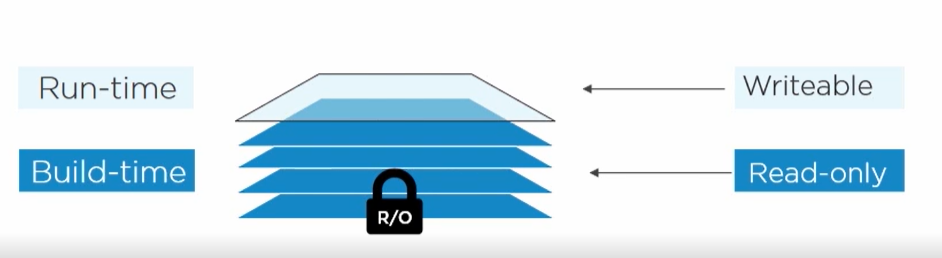 Run-time
Writeable
Build-time
Read-only
R/O